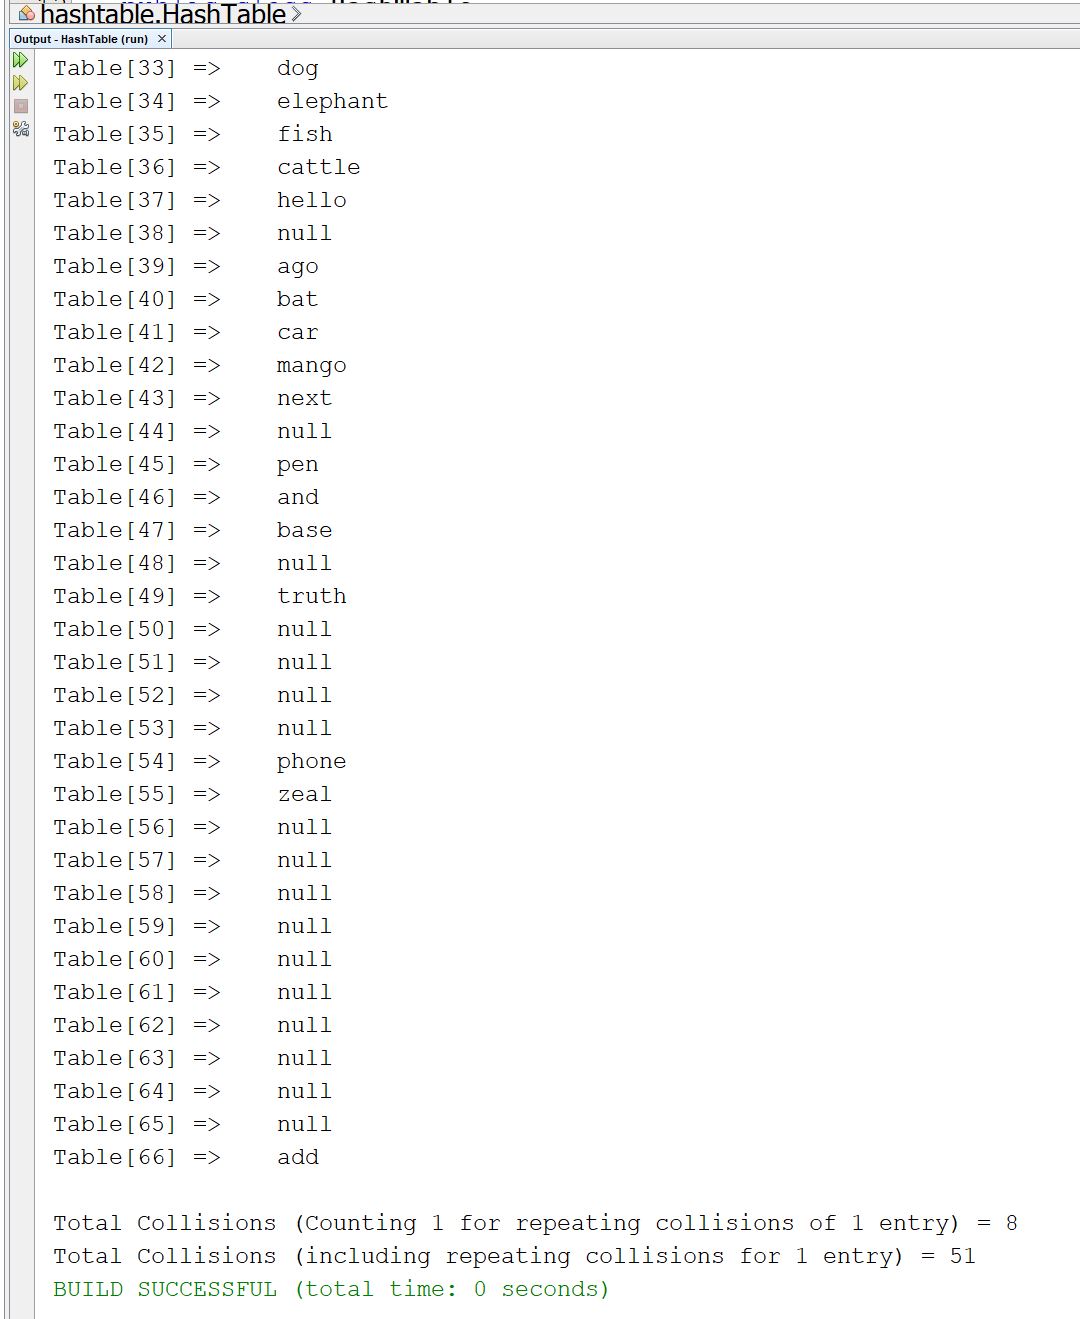 hashtable.HashTable
Output - HashTable (run) ×
Table[33] => dog
Table[34] => elephant
Table[35] => fish
Table[36] => cattle
Table[37] => hello
Table[38] => null
Table[39] => ago
Table[40] => bat
Table[41] => car
Table[42] => mango
Table[43] => next
Table[44] => null
Table[45] => pen
Table[46] => and
Table[47] => base
Table[48] => null
Table[49] => truth
Table[50] => null
Table[51] => null
Table[52] => null
Table[53] => null
Table[54] => phone
Table[55] => zeal
Table[56] => null
Table[57] => null
Table[58] => null
Table[59] => null
Table[60] => null
Table[61] => null
Table[62] => null
Table[63] => null
Table[64] => null
Table[65] => null
Table[66] => add
Total Collisions (Counting 1 for repeating collisions of 1 entry) = 8
Total Collisions (including repeating collisions for 1 entry) = 51
BUILD SUCCESSFUL (total time: 0 seconds)